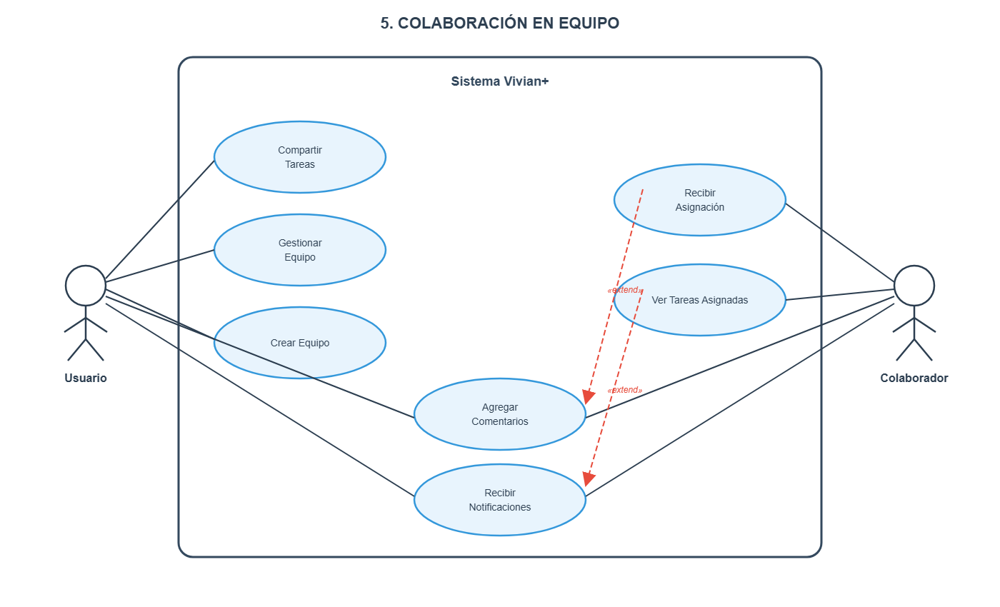 5. COLABORACIÓN EN EQUIPO
Sistema Vivian+
Compartir
Tareas
Recibir
Asignación
Gestionar
Equipo
«extend»
Ver Tareas Asignadas
Crear Equipo
Usuario
Colaborador
«extend»
Agregar
Comentarios
Recibir
Notificaciones